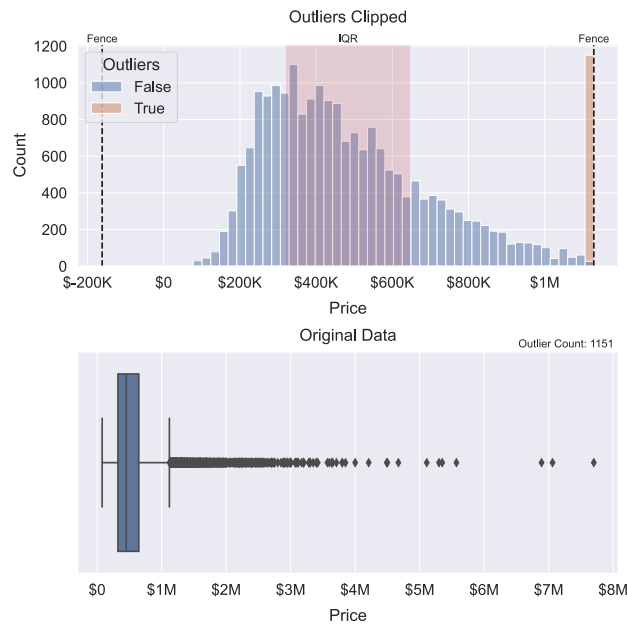 Outliers Clipped
Fence IQR Fence
1200
1000
800
600
400
200
0
Count
Outliers
False
True
$-200K $0 $200K $400K $600K $800K $1M
Price
Original Data
Outlier Count: 1151
$0 $1M $2M $3M $4M $5M $6M $7M $8M
Price